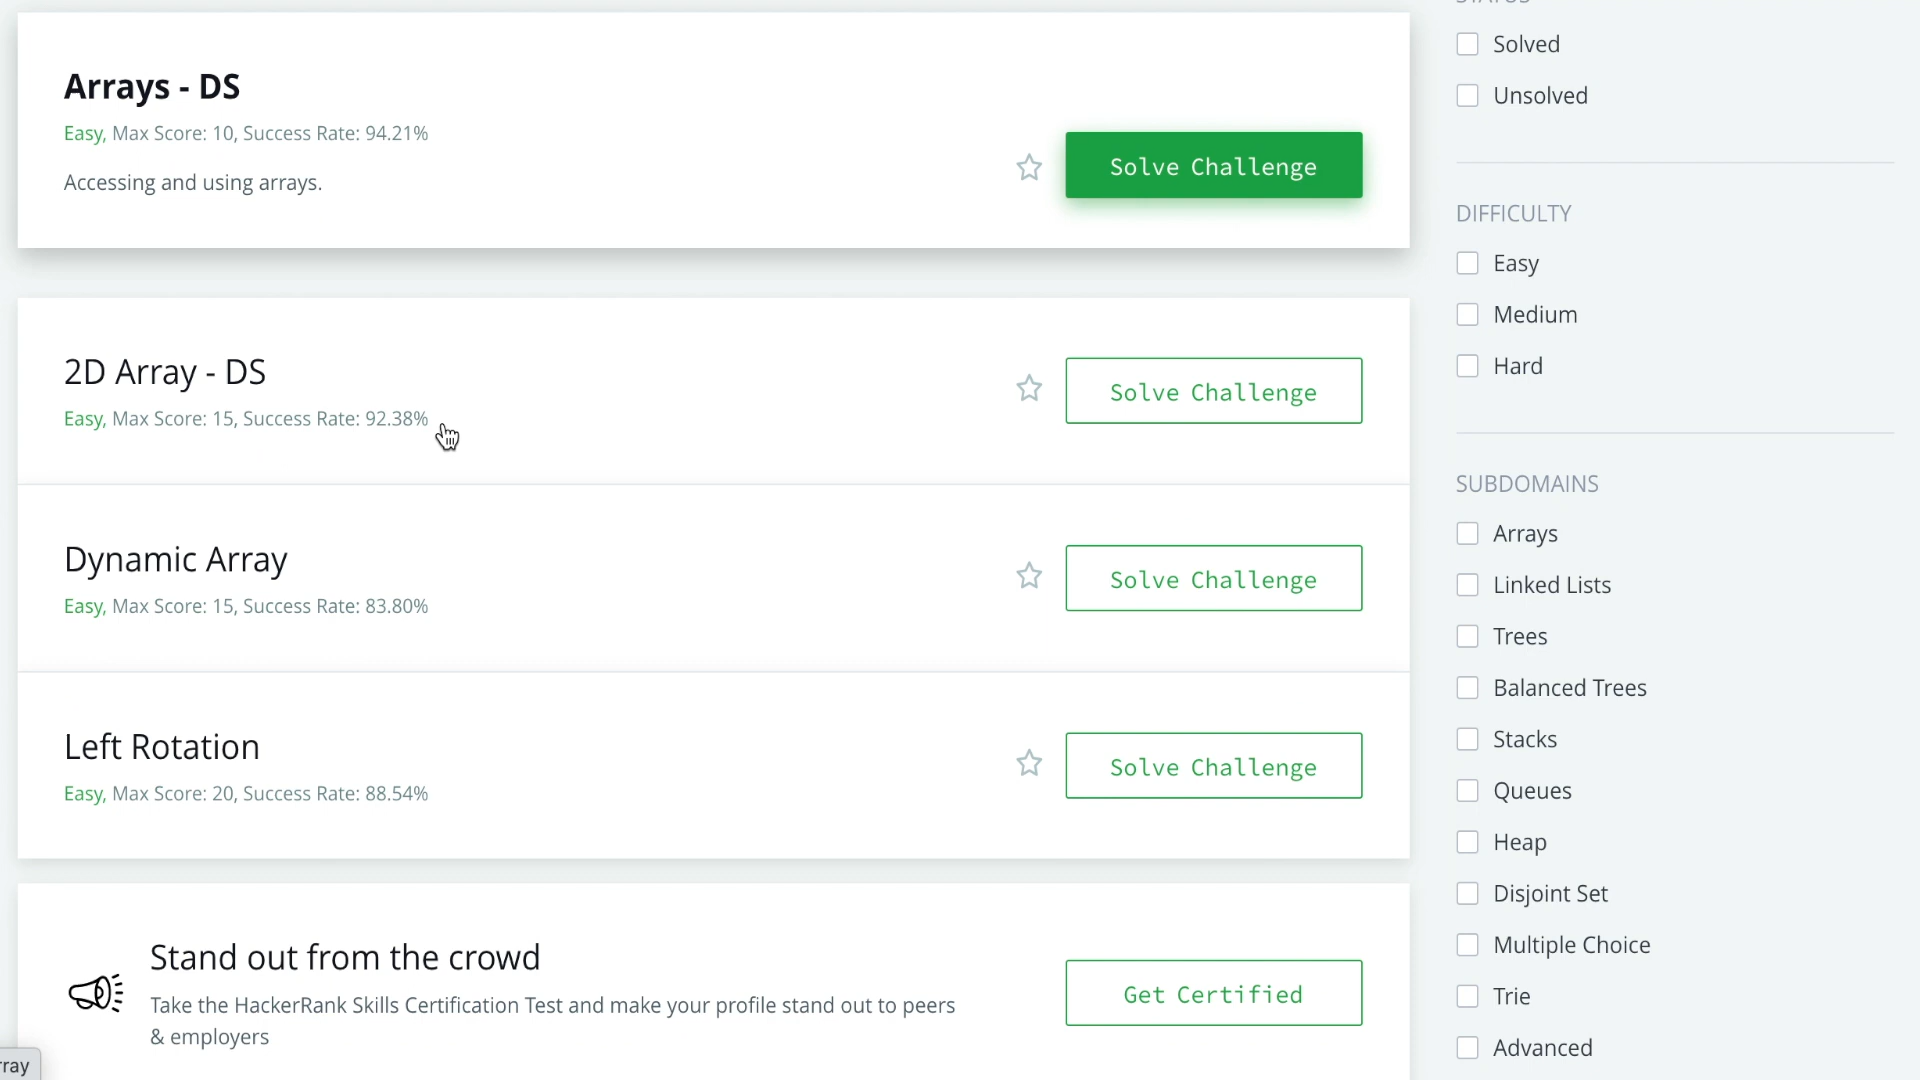 Arrays - DS
Easy, Max Score: 10, Success Rate: 94.21%
Accessing and using arrays.
Solve Challenge
2D Array - DS
Easy, Max Score: 15, Success Rate: 92.38%
Solve Challenge
Dynamic Array
Easy, Max Score: 15, Success Rate: 83.80%
Solve Challenge
Left Rotation
Easy, Max Score: 20, Success Rate: 88.54%
Solve Challenge
Stand out from the crowd
Take the HackerRank Skills Certification Test and make your profile stand out to peers
& employers
Get Certified
rray
STATUS
Solved
Unsolved
DIFFICULTY
Easy
Medium
Hard
SUBDOMAINS
Arrays
Linked Lists
Trees
Balanced Trees
Stacks
Queues
Heap
Disjoint Set
Multiple Choice
Trie
Advanced